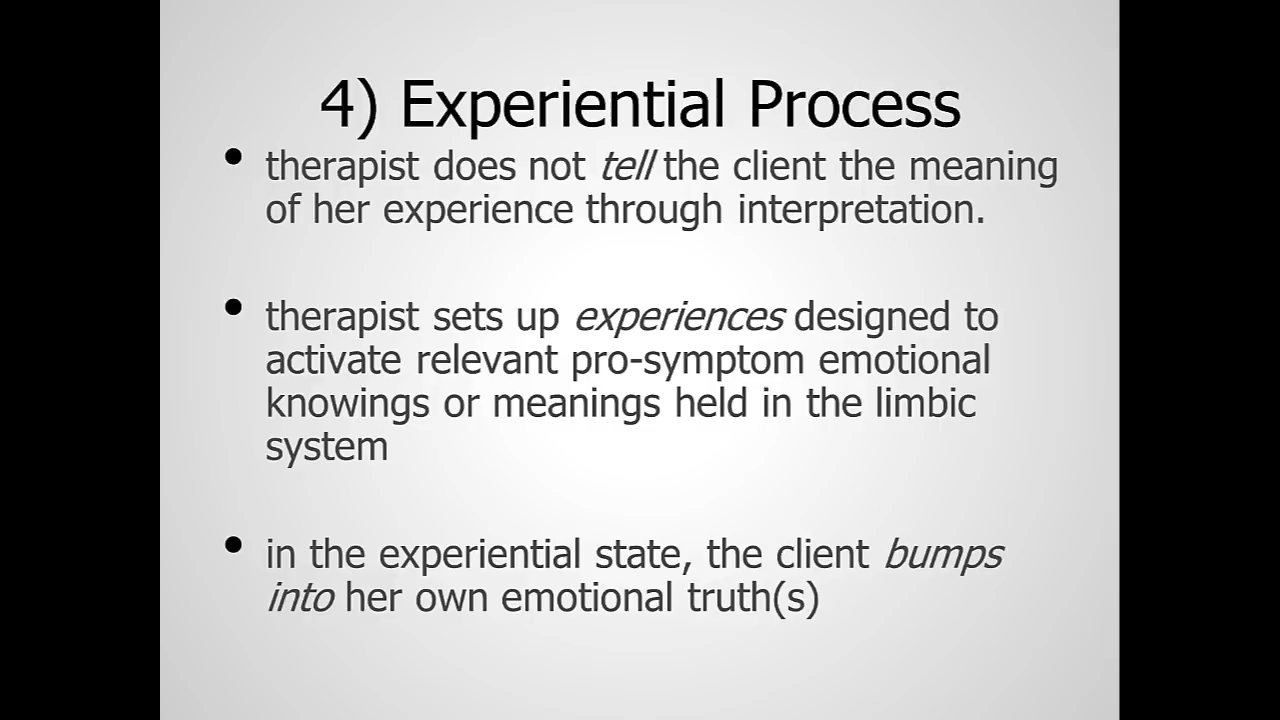 4) Experiential Process
• therapist does not tell the client the meaning
of her experience through interpretation.
• therapist sets up experiences designed to
activate relevant pro-symptom emotional
knowings or meanings held in the limbic
system
• in the experiential state, the client bumps
into her own emotional truth(s)